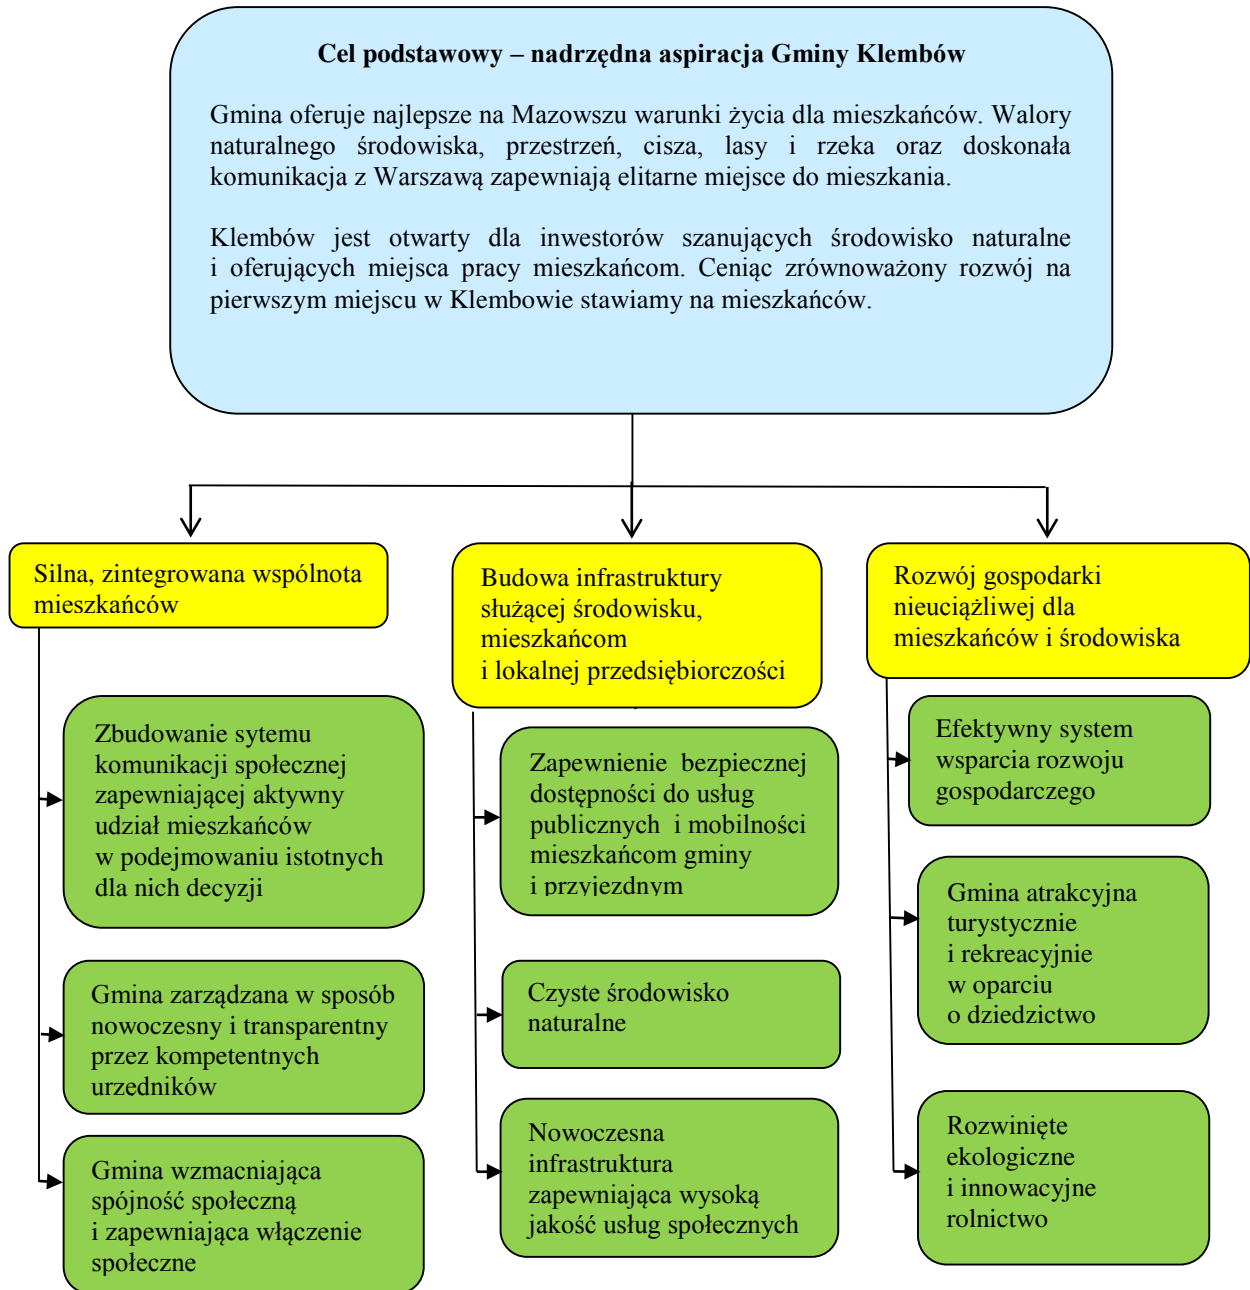 Cel podstawowy – nadrzędna aspiracja Gminy Klembów
Gmina oferuje najlepsze na Mazowszu warunki życia dla mieszkańców. Walory
naturalnego środowiska, przestrzeń, cisza, lasy i rzeka oraz doskonała
komunikacja z Warszawą zapewniają elitarne miejsce do mieszkania.
Klembów jest otwarty dla inwestorów szanujących środowisko naturalne
i oferujących miejsca pracy mieszkańcom. Ceniąc zrównoważony rozwój na
pierwszym miejscu w Klembowie stawiamy na mieszkańców.
Silna, zintegrowana wspólnota
mieszkańców
Zbudowanie sytemu
komunikacji społecznej
zapewniającej aktywny
udział mieszkańców
w podejmowaniu istotnych
dla nich decyzji
Gmina zarządzana w sposób
nowoczesny i transparentny
przez kompetentnych
urzędników
Gmina wzmacniająca
spójność społeczną
i zapewniająca włączenie
społeczne
Budowa infrastruktury
służącej środowisku,
mieszkańcom
i lokalnej przedsiębiorczości
Zapewnienie bezpiecznej
dostępności do usług
publicznych i mobilności
mieszkańcom gminy
i przyjezdnym
Czyste środowisko
naturalne
Nowoczesna
infrastruktura
zapewniająca wysoką
jakość usług społecznych
Rozwój gospodarki
nieuciążliwej dla
mieszkańców i środowiska
Efektywny system
wsparcia rozwoju
gospodarczego
Gmina atrakcyjna
turystycznie
i rekreacyjnie
w oparciu
o dziedzictwo
Rozwinięte
ekologiczne
i innowacyjne
rolnictwo